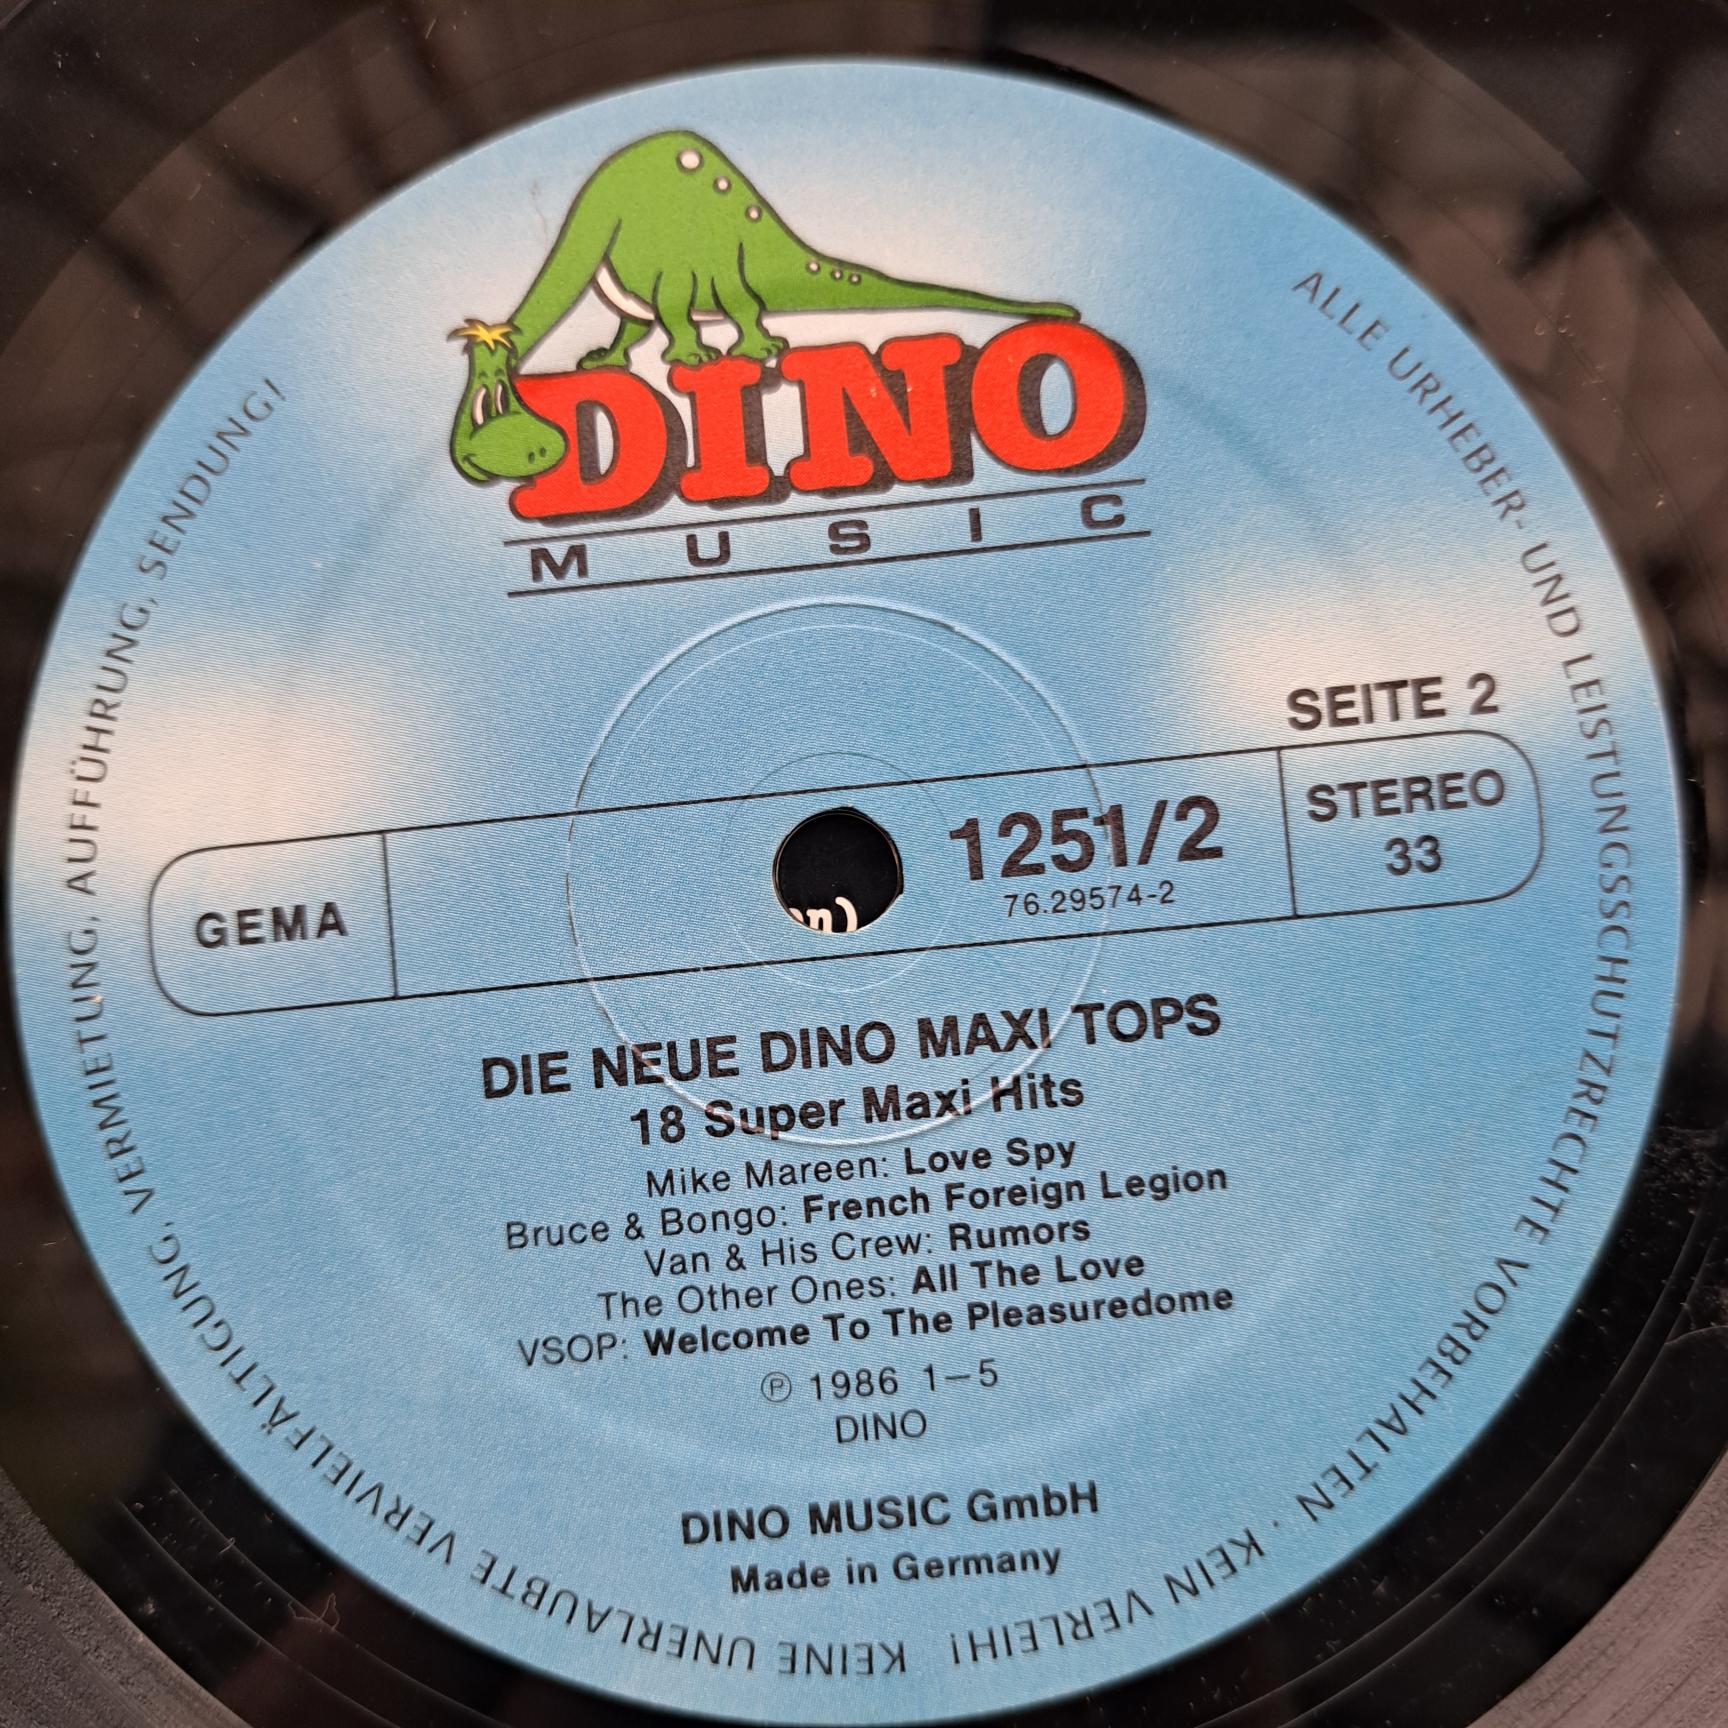 DINO
MUSIC
SEITE 2
GEMA
1251/2
76.29574-2
STEREO
33
DIE NEUE DINO MAXI TOPS
18 Super Maxi Hits
Mike Mareen: Love Spy
Bruce & Bongo: French Foreign Legion
Van & His Crew: Rumors
The Other Ones: All The Love
VSOP: Welcome To The Pleasuredome
℗ 1986 1–5
DINO
DINO MUSIC GmbH
Made in Germany
ALLE URHEBER- UND LEISTUNGSSCHUTZRECHTE VORBEHALTEN · KEIN VERLEIH! KEINE UNERLAUBTE VERVIELFÄLTIGUNG, VERMIETUNG, AUFFÜHRUNG, SENDUNG!